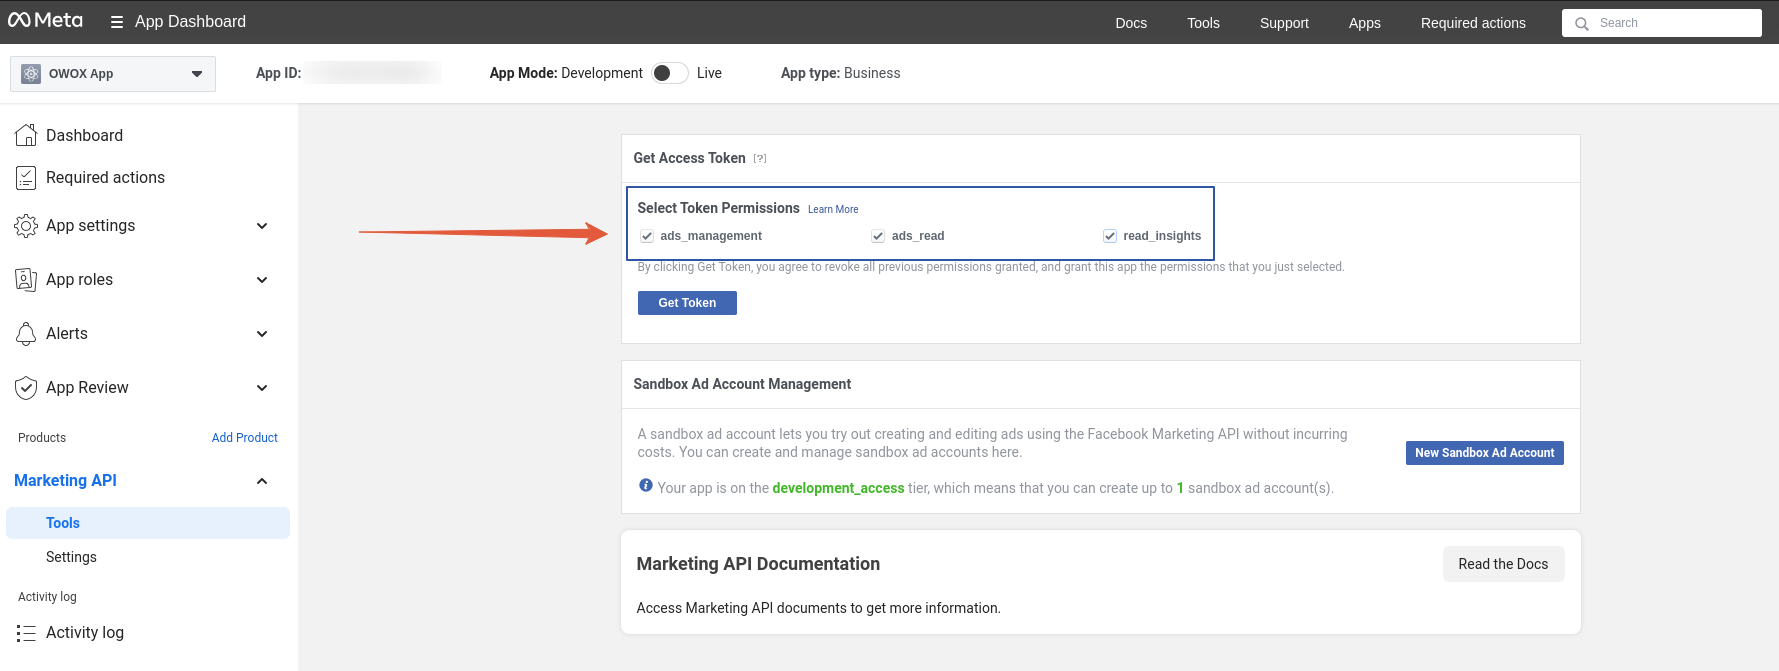 Meta
App Dashboard
Docs
Tools
Support
Apps
Required actions
Search
OWOX App
App ID:
App Mode: Development
Live
App type: Business
Dashboard
Required actions
App settings
App roles
Alerts
App Review
Products
Add Product
Marketing API
Tools
Settings
Activity log
Activity log
Get Access Token [?]
Select Token Permissions Learn More
ads_management
ads_read
read_insights
By clicking Get Token, you agree to revoke all previous permissions granted, and grant this app the permissions that you just selected.
Get Token
Sandbox Ad Account Management
A sandbox ad account lets you try out creating and editing ads using the Facebook Marketing API without incurring
costs. You can create and manage sandbox ad accounts here.
New Sandbox Ad Account
Your app is on the development_access tier, which means that you can create up to 1 sandbox ad account(s).
Marketing API Documentation
Read the Docs
Access Marketing API documents to get more information.